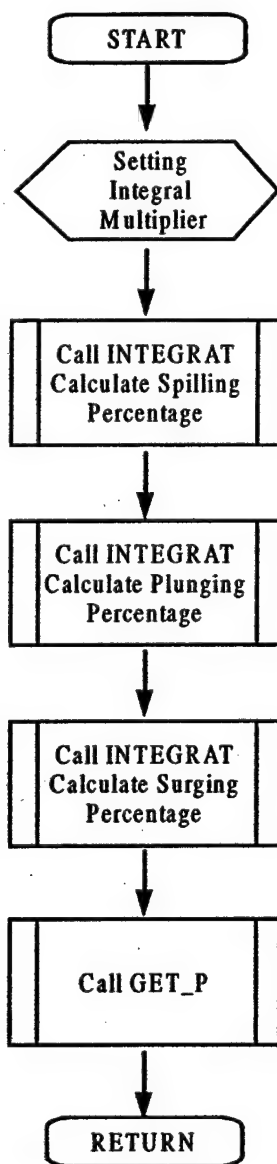 START
Setting
Integral
Multiplier
Call INTEGRAT
Calculate Spilling
Percentage
Call INTEGRAT
Calculate Plunging
Percentage
Call INTEGRAT
Calculate Surging
Percentage
Call GET_P
RETURN